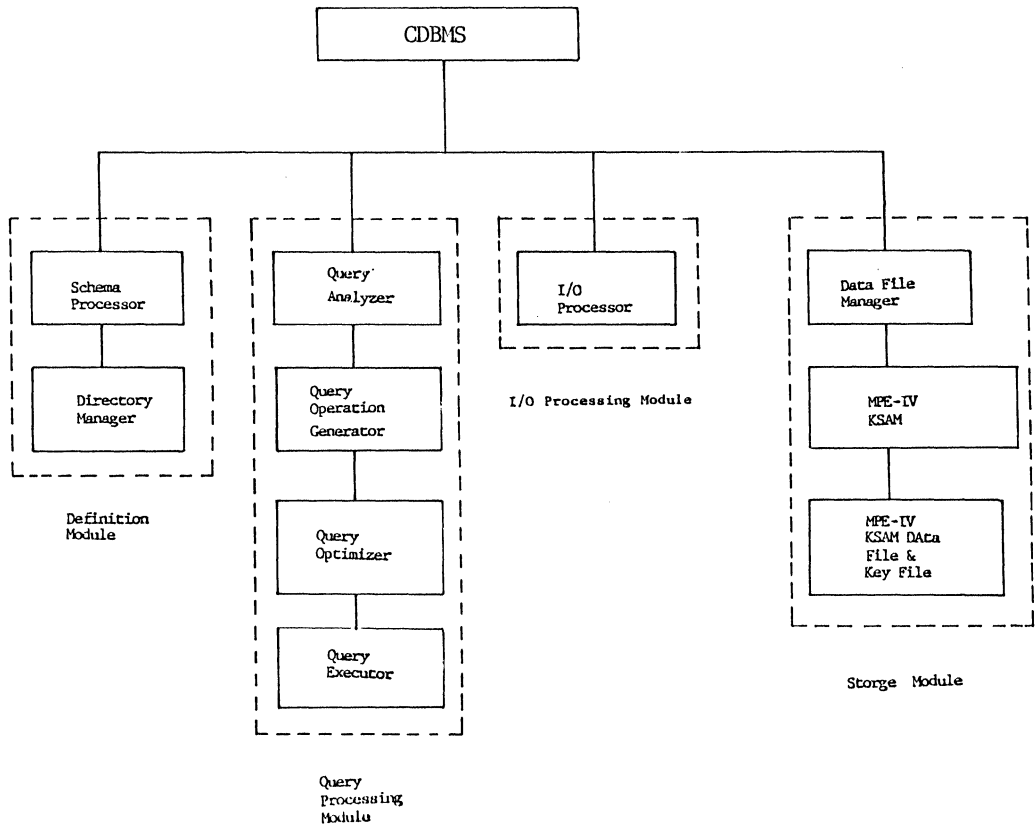 CDBMS
Schema
Processor
Directory
Manager
Definition
Module
Query
Analyzer
Query
Operation
Generator
Query
Optimizer
Query
Executor
Query
Processing
Module
I/O
Processor
I/O Processing Module
Data File
Manager
MPE-IV
KSAM
MPE-IV
KSAM DAta
File &
Key File
Storge Module